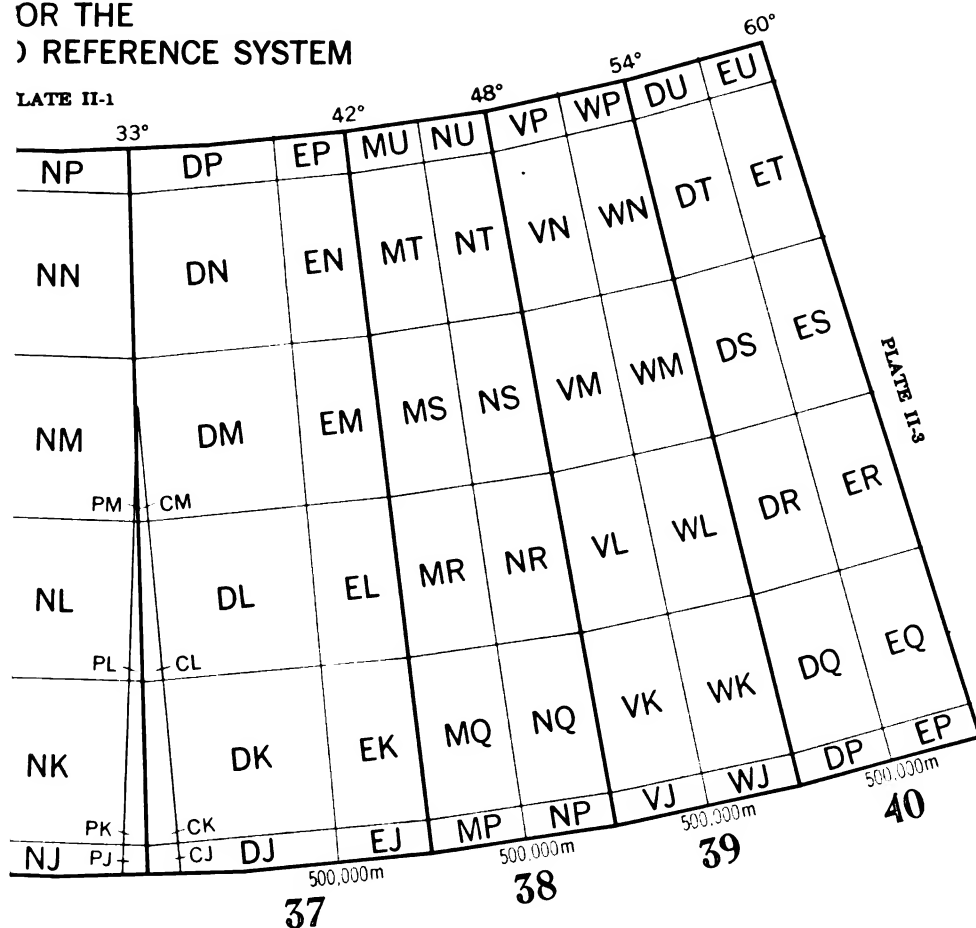 OR THE
) REFERENCE SYSTEM
LATE II-1
33° 42° 48° 54° 60°
NP DP EP MU NU VP WP DU EU
NN DN EN MT NT VN WN DT ET
NM DM EM MS NS VM WM DS ES
PLATE II-3
PM CM
NL DL EL MR NR VL WL DR ER
PL CL
NK DK EK MQ NQ VK WK DQ EQ
PK CK
NJ PJ CJ DJ EJ MP NP VJ WJ DP EP
500,000m 500,000m 500,000m 500,000m
37 38 39 40